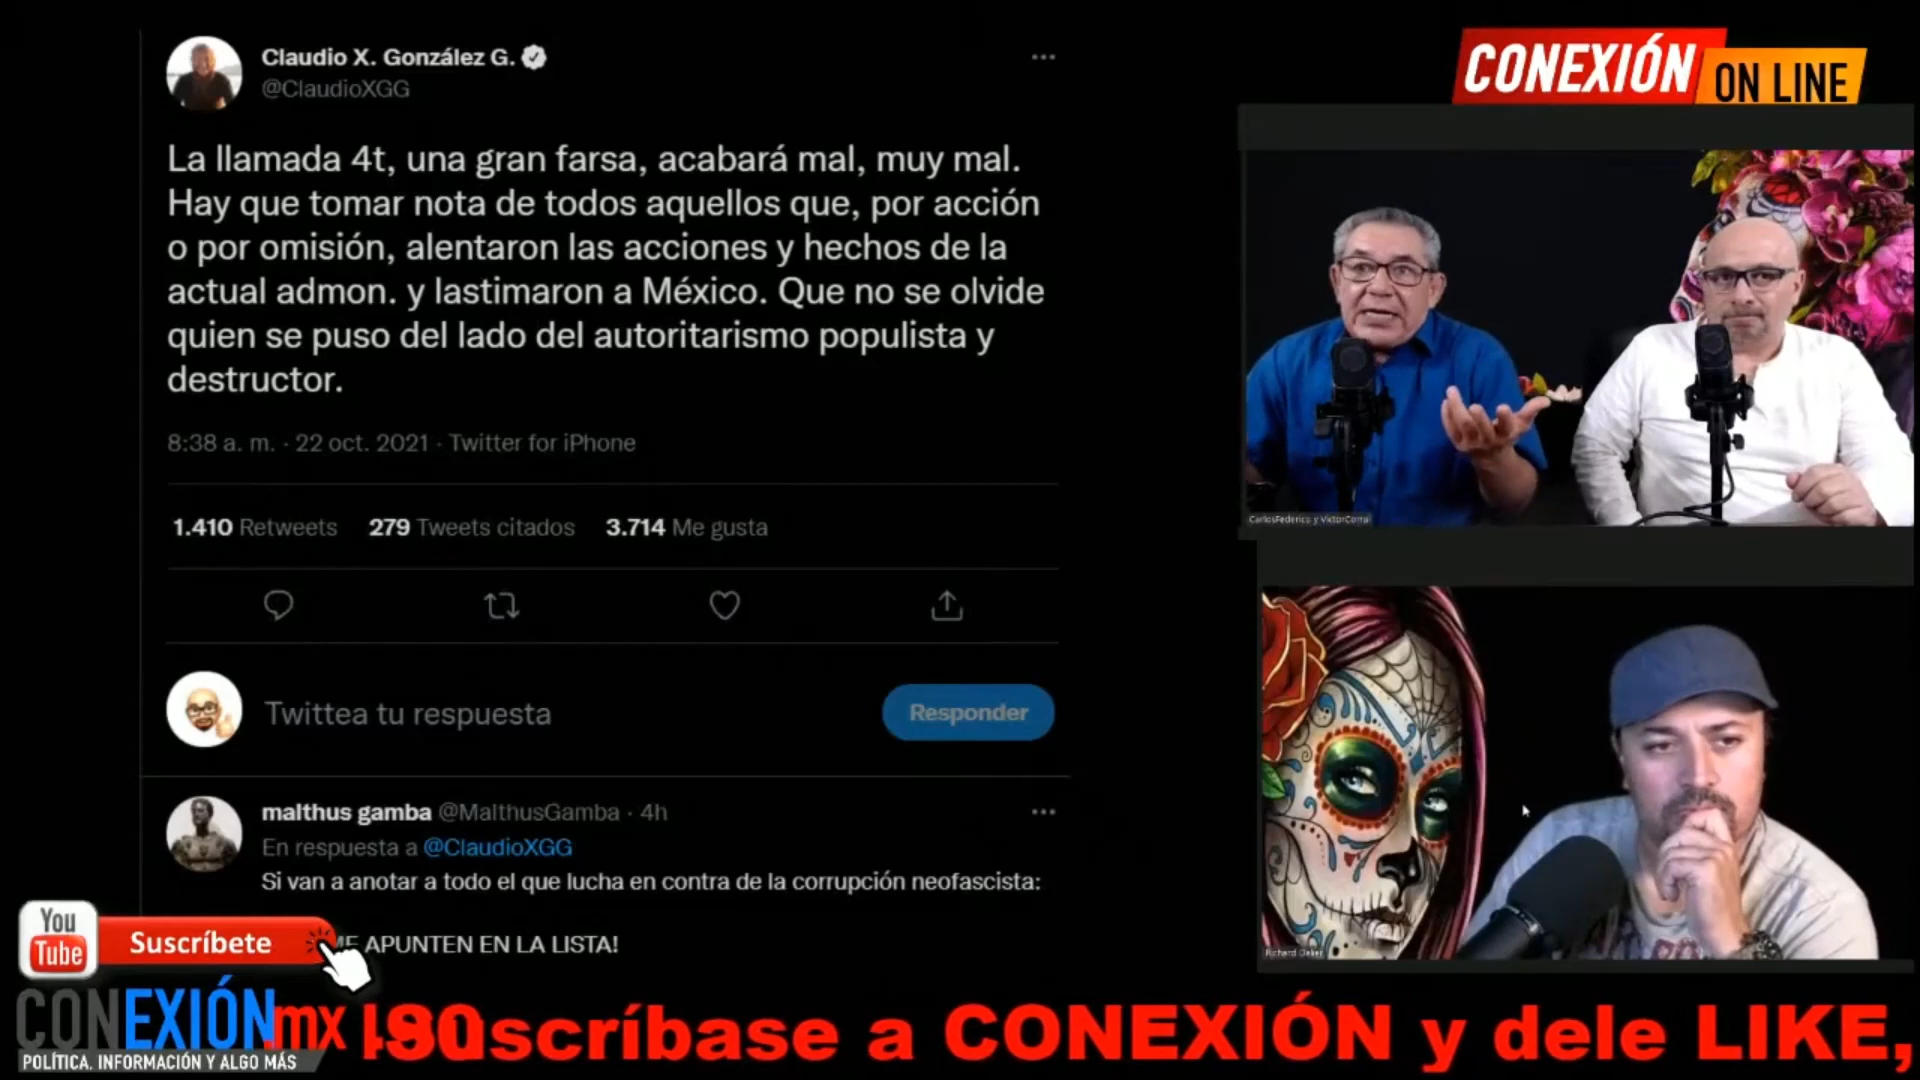 Claudio X. González G.
@ClaudioXGG
La llamada 4t, una gran farsa, acabará mal, muy mal.
Hay que tomar nota de todos aquellos que, por acción
o por omisión, alentaron las acciones y hechos de la
actual admon. y lastimaron a México. Que no se olvide
quien se puso del lado del autoritarismo populista y
destructor.
8:38 a. m. · 22 oct. 2021 · Twitter for iPhone
1.410 Retweets 279 Tweets citados 3.714 Me gusta
Twittea tu respuesta
Responder
malthus gamba @MalthusGamba · 4h
En respuesta a @ClaudioXGG
Si van a anotar a todo el que lucha en contra de la corrupción neofascista:
APUNTEN EN LA LISTA!
CONEXIÓN
ON LINE
CarlosFederico y VictorCorral
Richard
You
Tube
Suscríbete
CONEXIÓN
POLÍTICA, INFORMACIÓN Y ALGO MÁS
mx
a CONEXIÓN y dele LIKE,